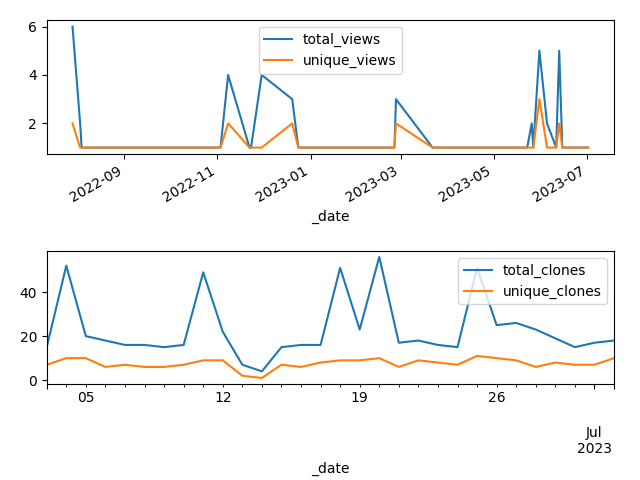 6
4
2
total_views
unique_views
2022-09
2022-11
2023-01
2023-03
2023-05
2023-07
_date
40
20
0
total_clones
unique_clones
05
12
19
26
Jul
2023
_date